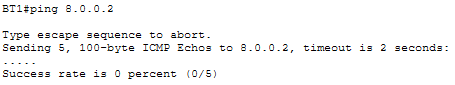 BT1#ping 8.0.0.2
Type escape sequence to abort.
Sending 5, 100-byte ICMP Echos to 8.0.0.2, timeout is 2 seconds:
.....
Success rate is 0 percent (0/5)